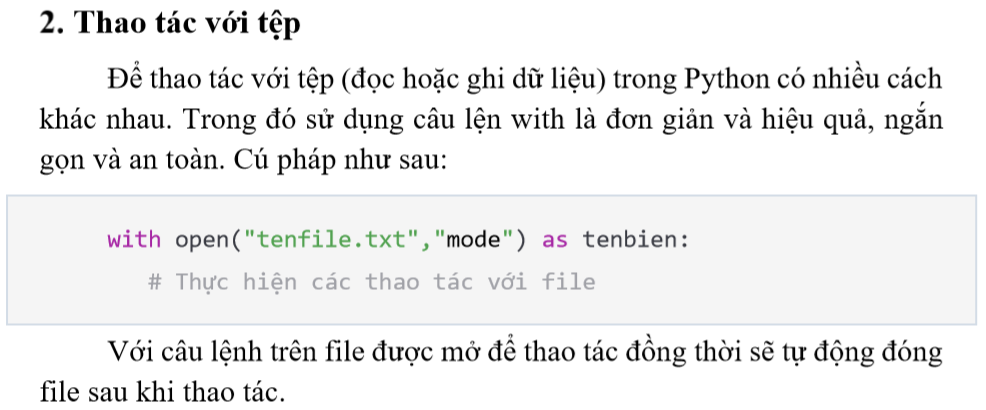 2. Thao tác với tệp
Để thao tác với tệp (đọc hoặc ghi dữ liệu) trong Python có nhiều cách
khác nhau. Trong đó sử dụng câu lện with là đơn giản và hiệu quả, ngắn
gọn và an toàn. Cú pháp như sau:
with open("tenfile.txt","mode") as tenbien:
# Thực hiện các thao tác với file
Với câu lệnh trên file được mở để thao tác đồng thời sẽ tự động đóng
file sau khi thao tác.